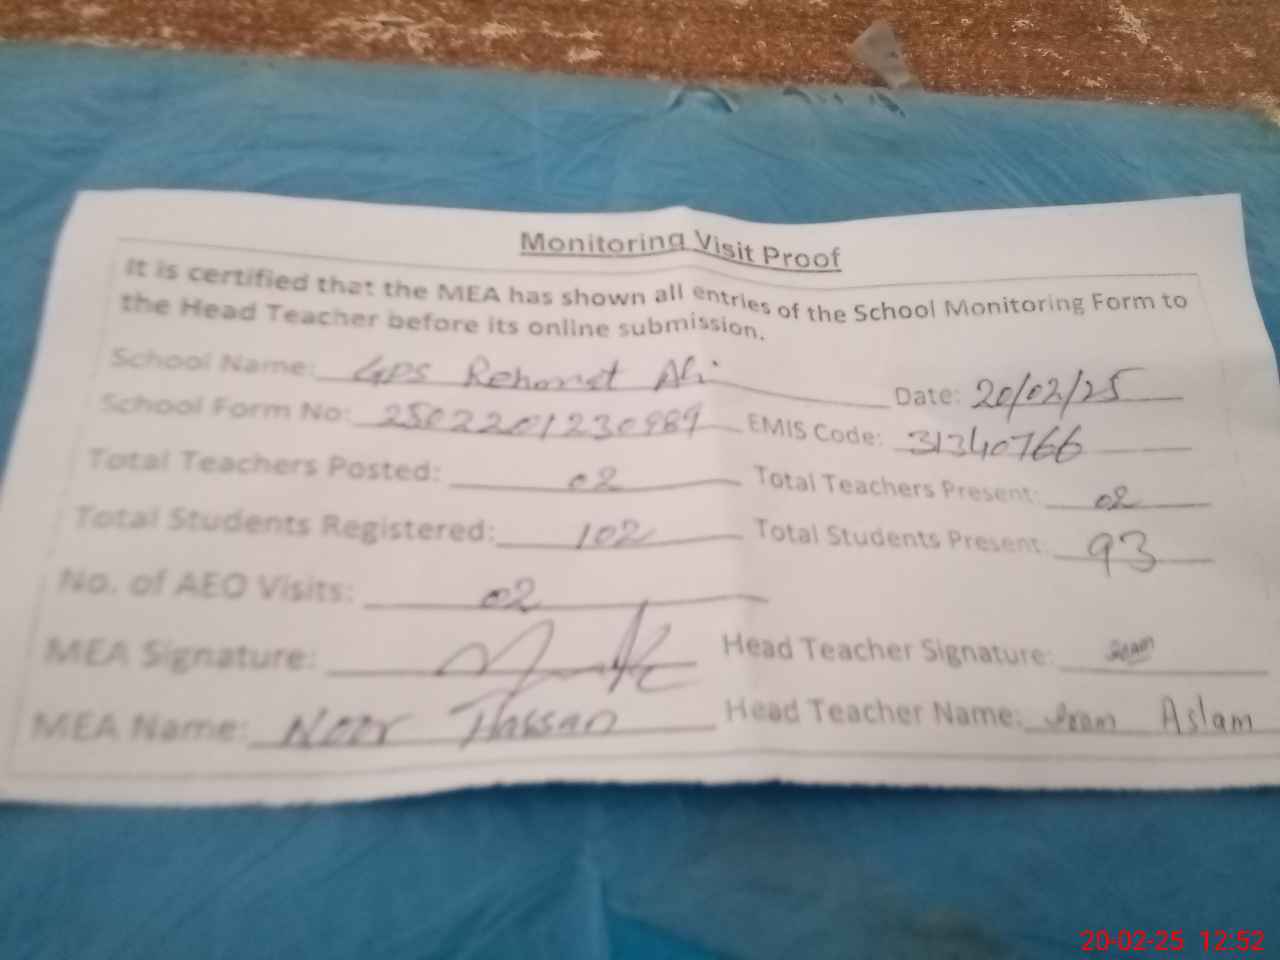 Monitoring Visit Proof
It is certified that the MEA has shown all entries of the School Monitoring Form to
the Head Teacher before its online submission.
School Name: GPS Rehmat Ali Date: 20/02/25
School Form No: EMIS Code: 31340766
Total Teachers Posted: 02 Total Teachers Present: 02
Total Students Registered: 102 Total Students Present: 93
No. of AEO Visits: 02
MEA Signature: Head Teacher Signature:
MEA Name: Noor Hassan Head Teacher Name: Iram Aslam
20-02-25 12:52